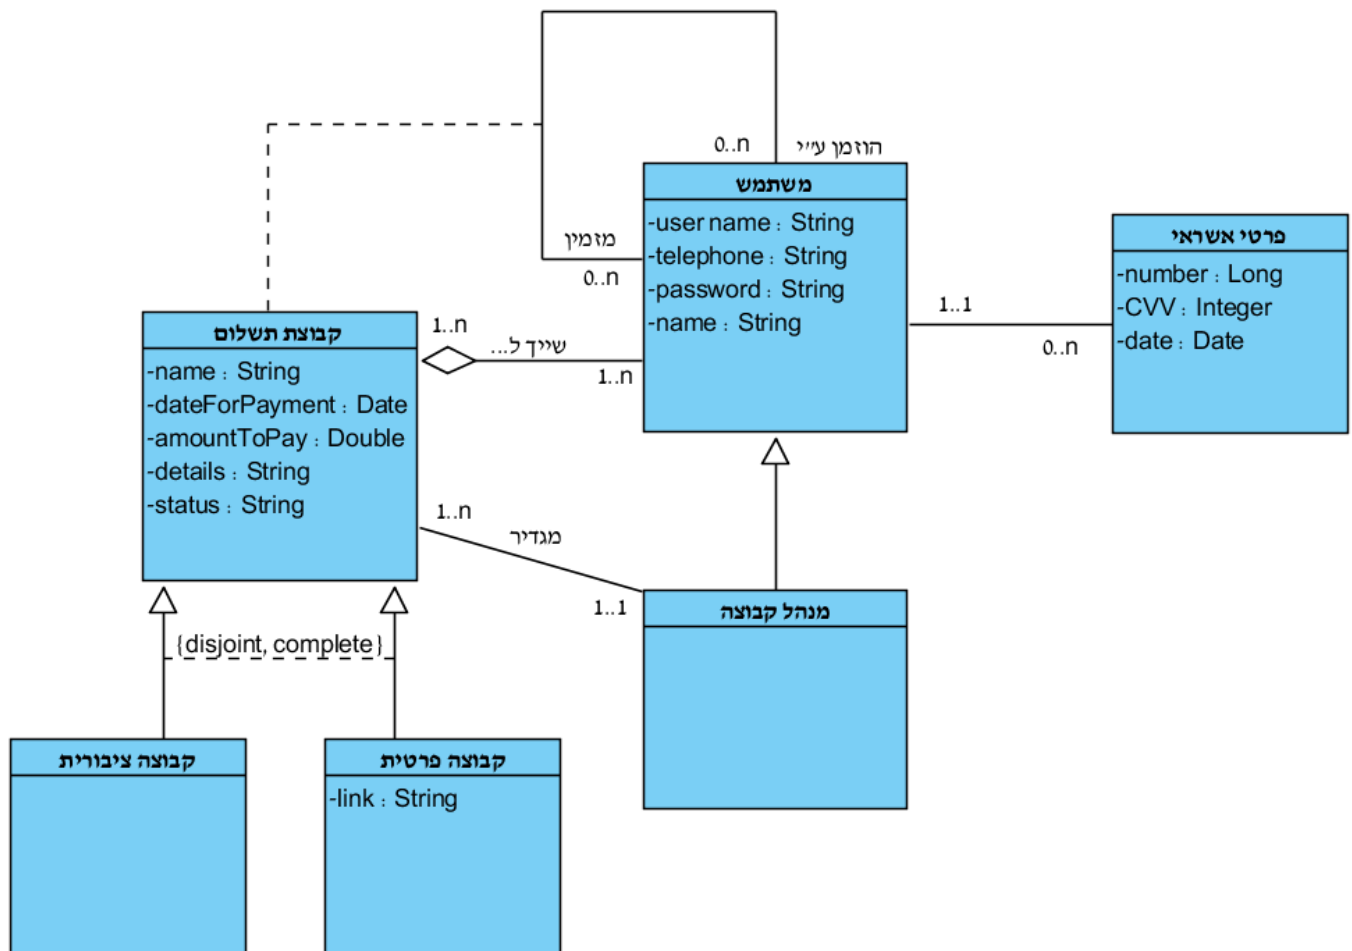 0..n
הוזמן ע״י
משתמש
-user name : String
-telephone : String
-password : String
-name : String
מזמין
0..n
פרטי אשראי
-number : Long
-CVV : Integer
-date : Date
1..1
0..n
קבוצת תשלום
-name : String
-dateForPayment : Date
-amountToPay : Double
-details : String
-status : String
1..n
שייך ל...
1..n
1..n
מגדיר
1..1
מנהל קבוצה
{disjoint, complete}
קבוצה ציבורית
קבוצה פרטית
-link : String